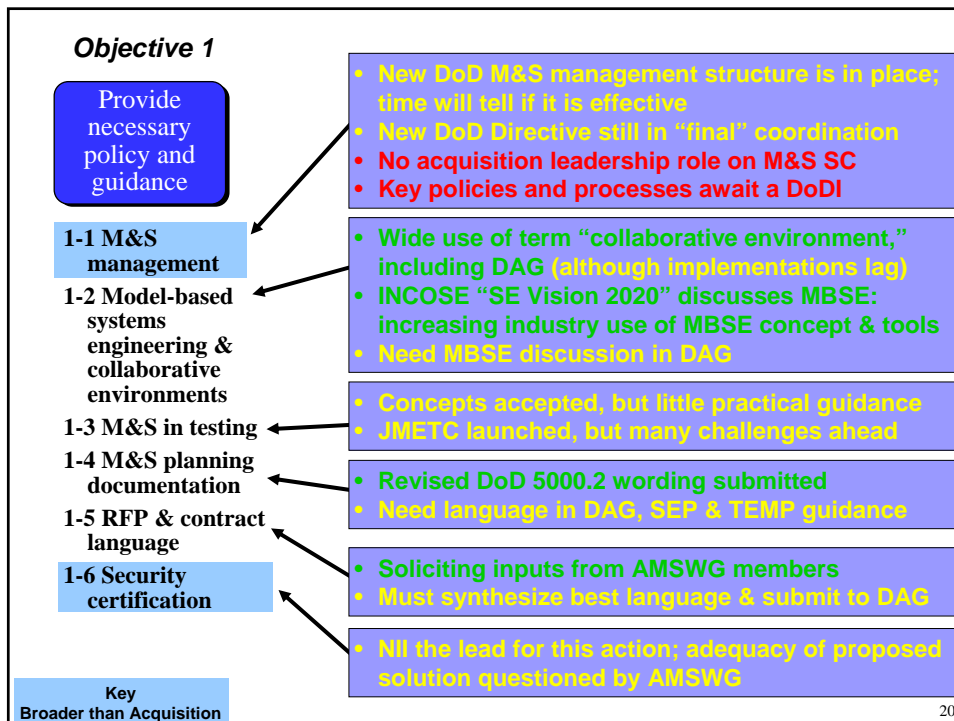 Objective 1
Provide
necessary
policy and
guidance
1-1 M&S
management
1-2 Model-based
systems
engineering &
collaborative
environments
1-3 M&S in testing
1-4 M&S planning
documentation
1-5 RFP & contract
language
1-6 Security
certification
• New DoD M&S management structure is in place;
time will tell if it is effective
• New DoD Directive still in “final” coordination
• No acquisition leadership role on M&S SC
• Key policies and processes await a DoDI
• Wide use of term “collaborative environment,”
including DAG (although implementations lag)
• INCOSE “SE Vision 2020” discusses MBSE:
increasing industry use of MBSE concept & tools
• Need MBSE discussion in DAG
• Concepts accepted, but little practical guidance
• JMETC launched, but many challenges ahead
• Revised DoD 5000.2 wording submitted
• Need language in DAG, SEP & TEMP guidance
• Soliciting inputs from AMSWG members
• Must synthesize best language & submit to DAG
• NII the lead for this action; adequacy of proposed
solution questioned by AMSWG
Key
Broader than Acquisition
20